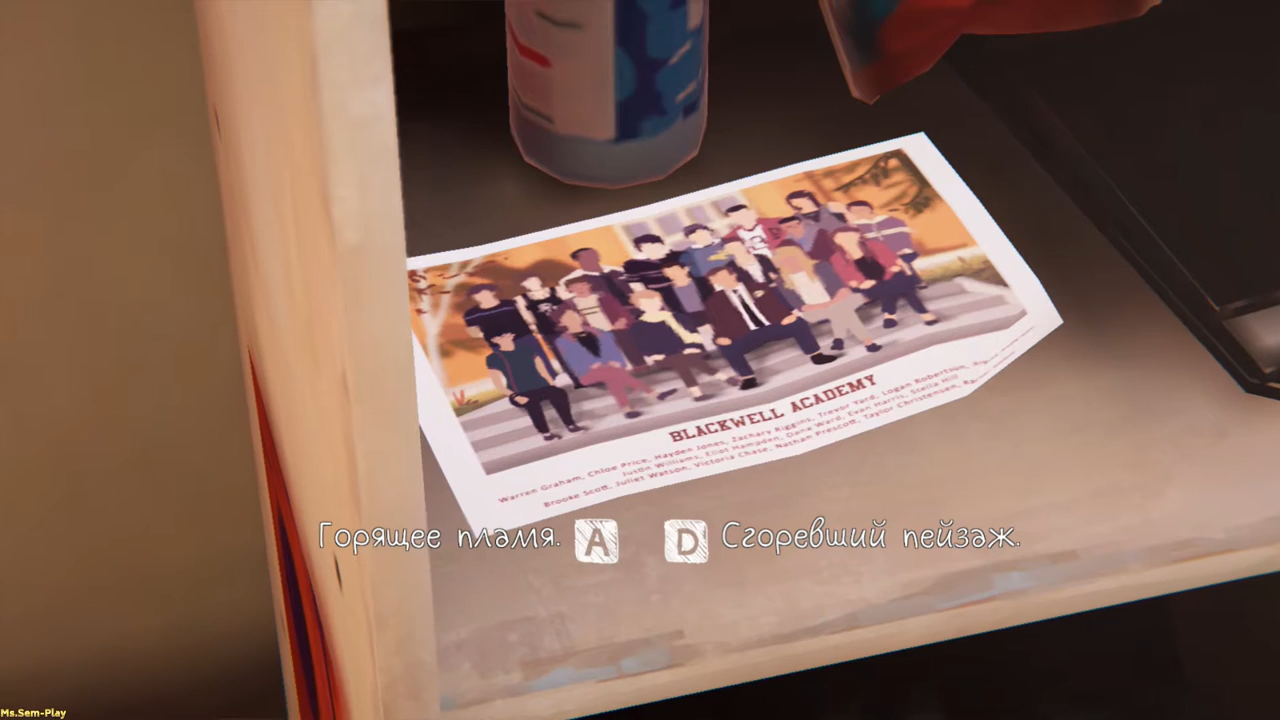 BLACKWELL ACADEMY
Warren Graham, Chloe Price, Hayden Jones, Zachary Riggins, Trevor Yard, Logan Robertson,
Justin Williams, Eliot Hampden, Dana Ward, Evan Harris, Stella Hill
Brooke Scott, Juliet Watson, Victoria Chase, Nathan Prescott, Taylor Christensen,
Горящее пламя. A D Сгоревший пейзаж.
Ms.Sem-Play